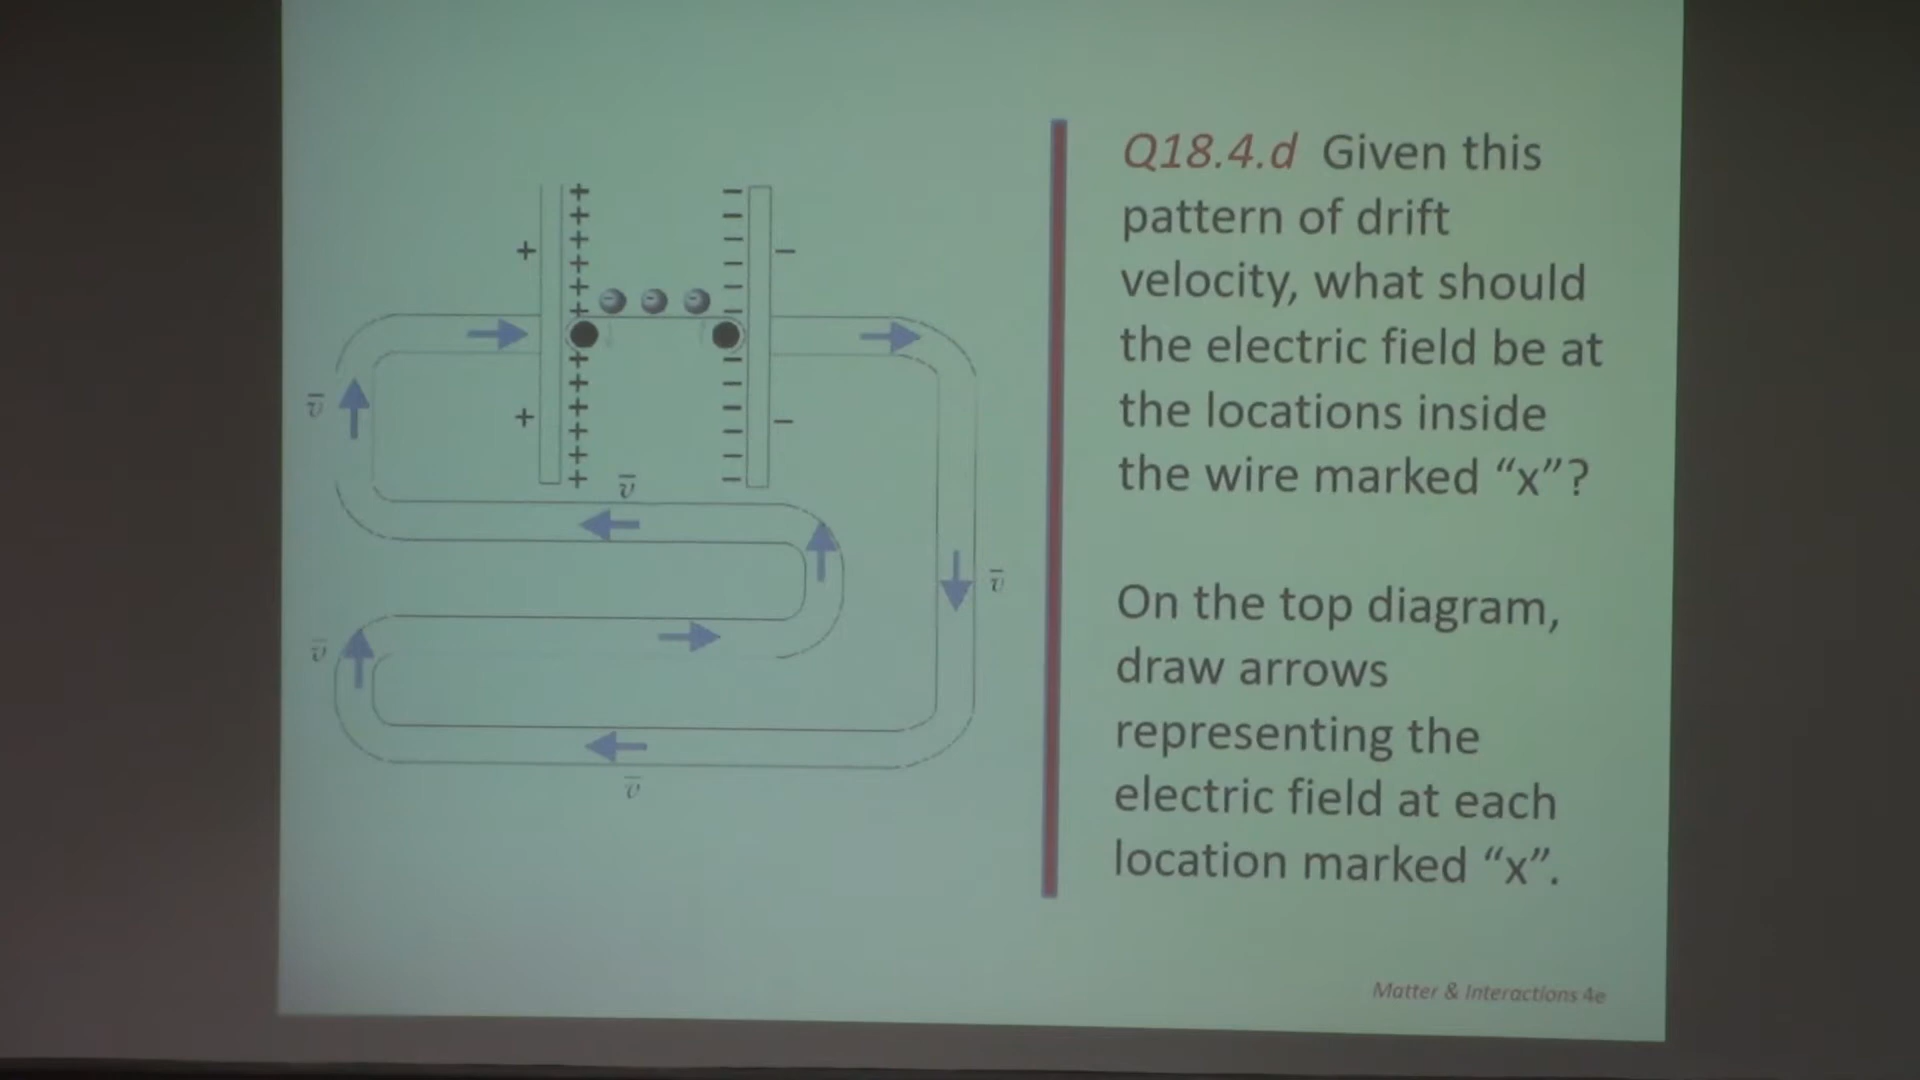 Q18.4.d Given this
pattern of drift
velocity, what should
the electric field be at
the locations inside
the wire marked “x”?
On the top diagram,
draw arrows
representing the
electric field at each
location marked “x”.
Matter & Interactions 4e
v̅
v̅
v̅
v̅
v̅